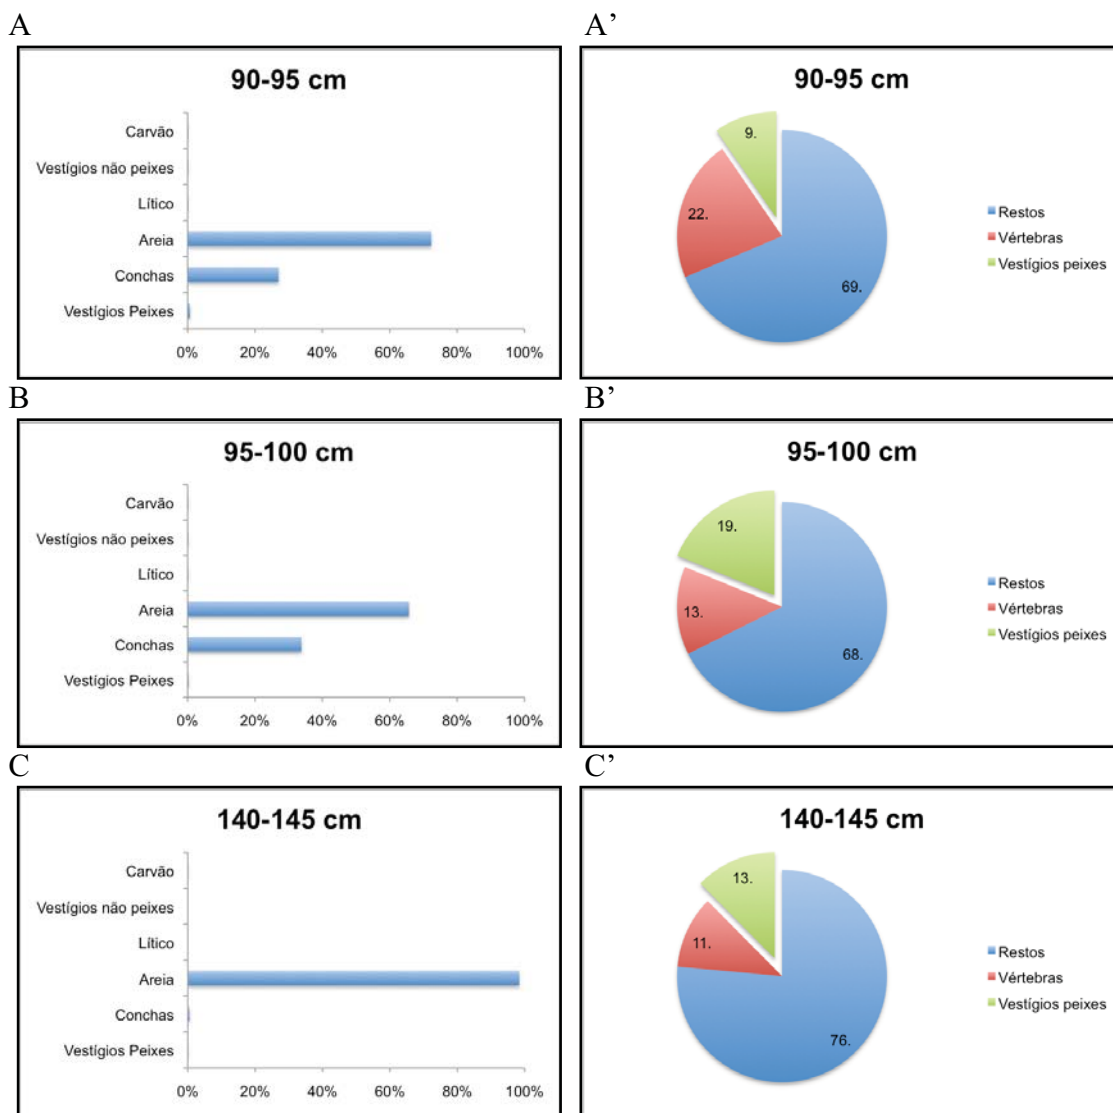 A
90-95 cm
Carvão
Vestígios não peixes
Lítico
Areia
Conchas
Vestígios Peixes
0% 20% 40% 60% 80% 100%
A’
90-95 cm
9.
22.
69.
Restos
Vértebras
Vestígios peixes
B
95-100 cm
Carvão
Vestígios não peixes
Lítico
Areia
Conchas
Vestígios Peixes
0% 20% 40% 60% 80% 100%
B’
95-100 cm
19.
13.
68.
Restos
Vértebras
Vestígios peixes
C
140-145 cm
Carvão
Vestígios não peixes
Lítico
Areia
Conchas
Vestígios Peixes
0% 20% 40% 60% 80% 100%
C’
140-145 cm
13.
11.
76.
Restos
Vértebras
Vestígios peixes